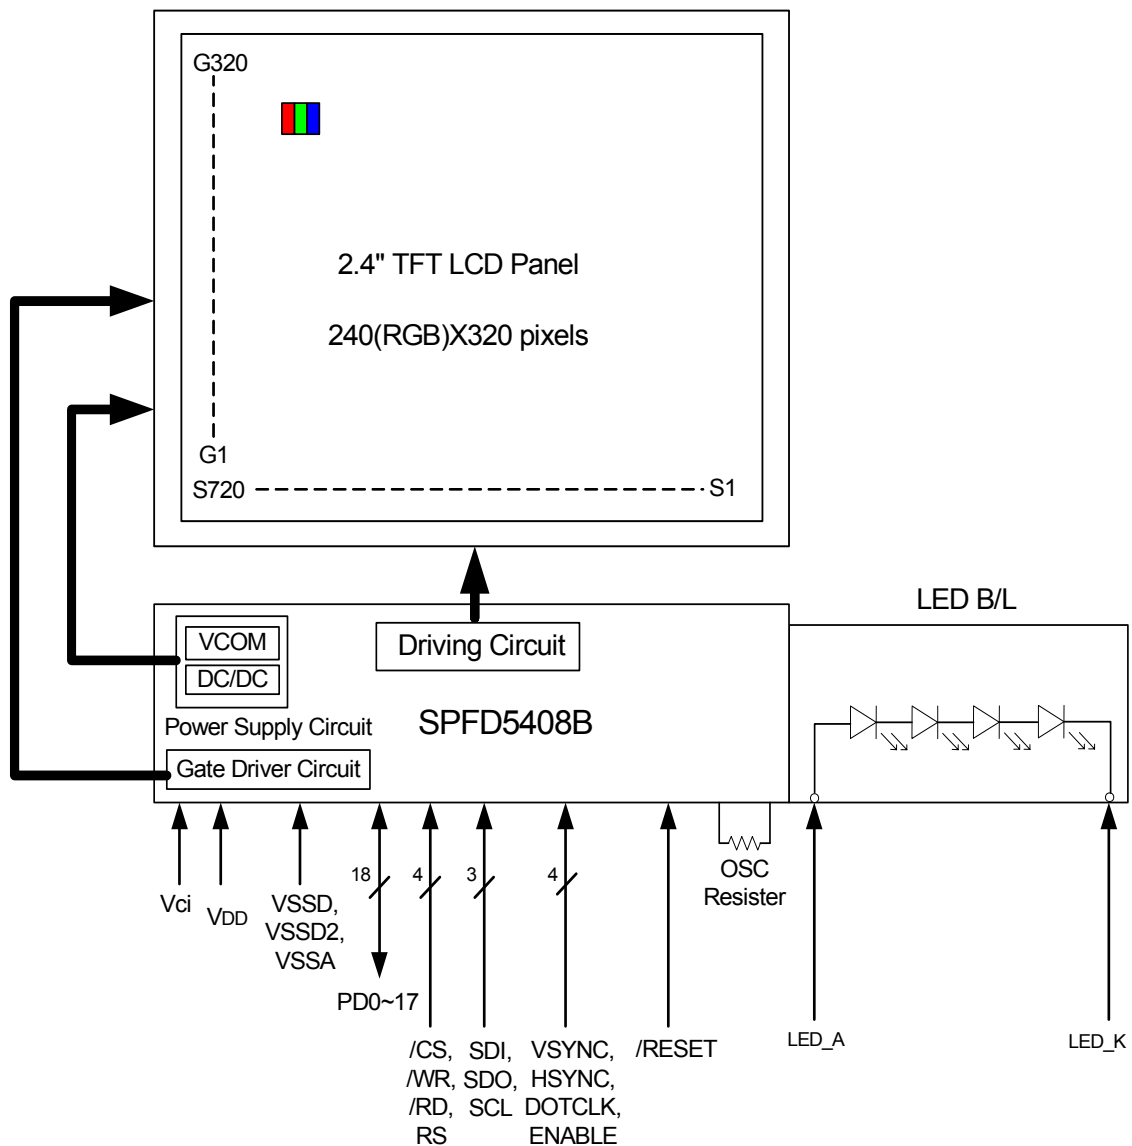 G320
2.4" TFT LCD Panel
240(RGB)X320 pixels
G1
S720
S1
LED B/L
VCOM
DC/DC
Power Supply Circuit
Gate Driver Circuit
Driving Circuit
SPFD5408B
18
4
3
4
OSC
Resister
Vci
VDD
VSSD,
VSSD2,
VSSA
PD0~17
/CS,
/WR,
/RD,
RS
SDI,
SDO,
SCL
VSYNC,
HSYNC,
DOTCLK,
ENABLE
/RESET
LED_A
LED_K